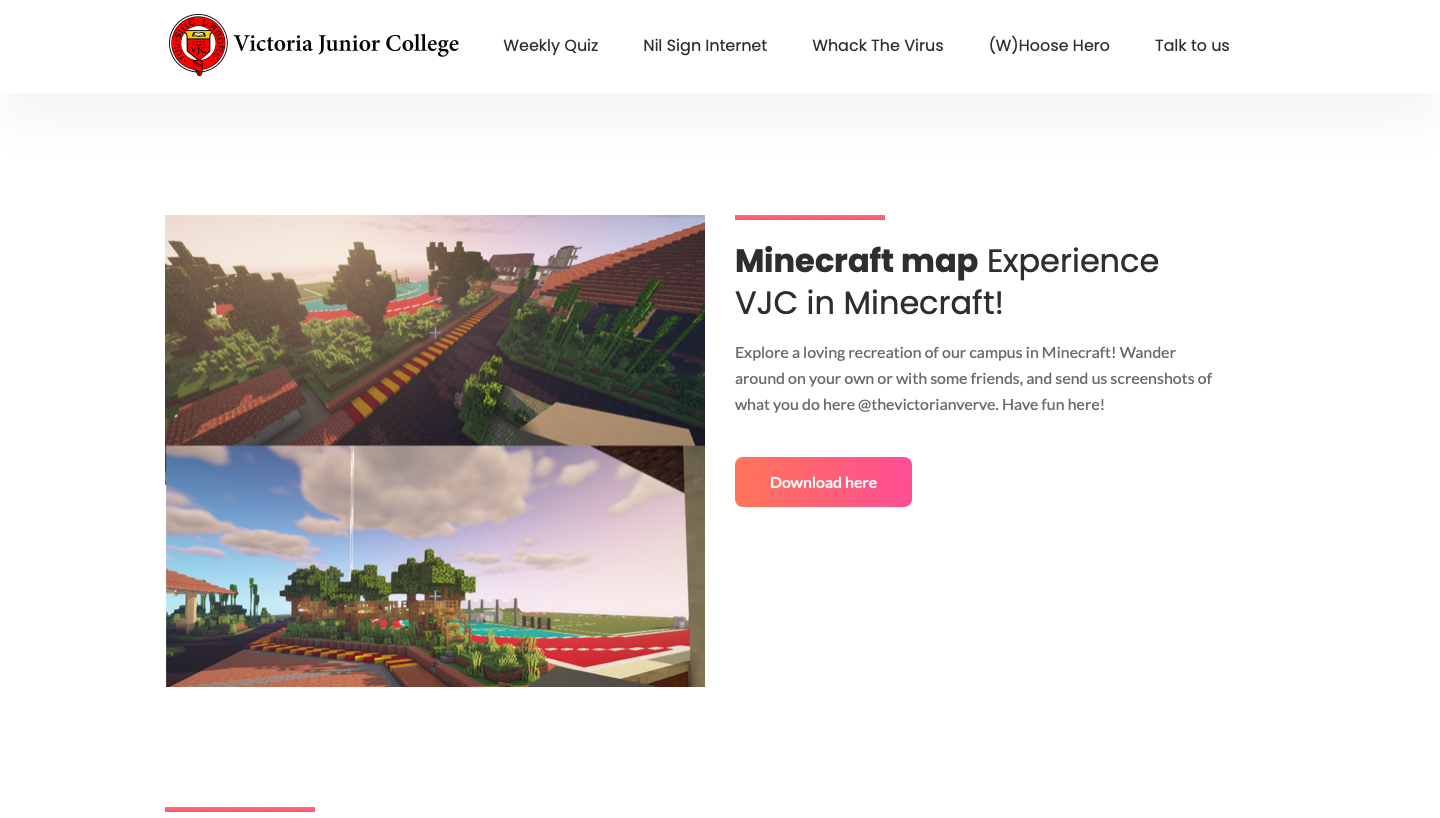 Victoria Junior College
Weekly Quiz
Nil Sign Internet
Whack The Virus
(W)Hoose Hero
Talk to us
Minecraft map Experience
VJC in Minecraft!
Explore a loving recreation of our campus in Minecraft! Wander
around on your own or with some friends, and send us screenshots of
what you do here @thevictorianverve. Have fun here!
Download here